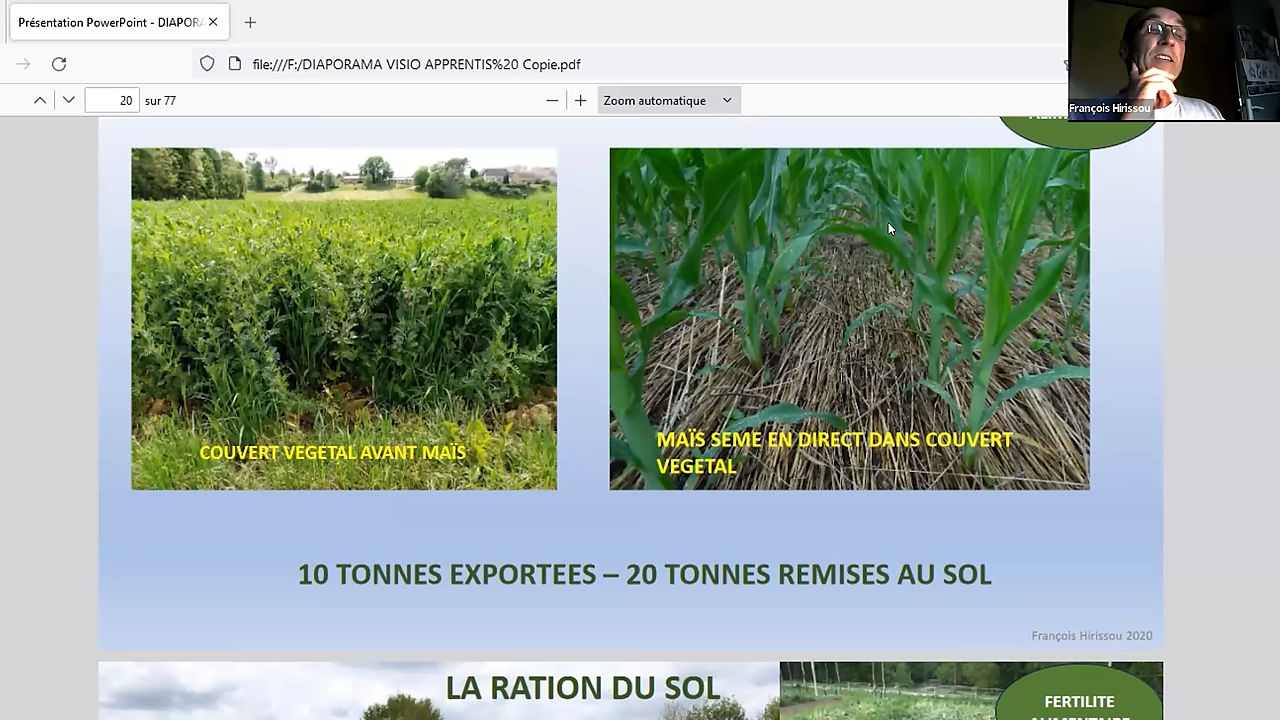 Présentation PowerPoint - DIAPORA
François Hirissou
file:///F:/DIAPORAMA VISIO APPRENTIS%20 Copie.pdf
20 sur 77
Zoom automatique
COUVERT VEGETAL AVANT MAÏS
MAÏS SEME EN DIRECT DANS COUVERT
VEGETAL
10 TONNES EXPORTEES – 20 TONNES REMISES AU SOL
François Hirissou 2020
LA RATION DU SOL
FERTILITE